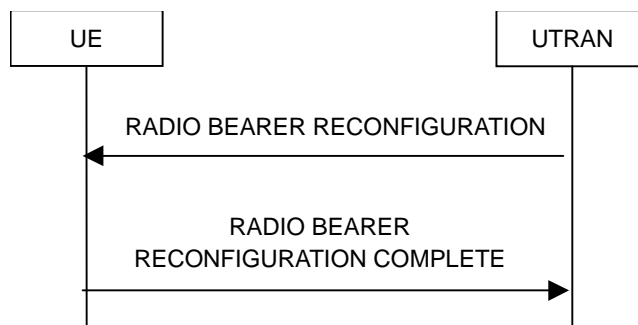 UE
UTRAN
RADIO BEARER RECONFIGURATION
RADIO BEARER
RECONFIGURATION COMPLETE